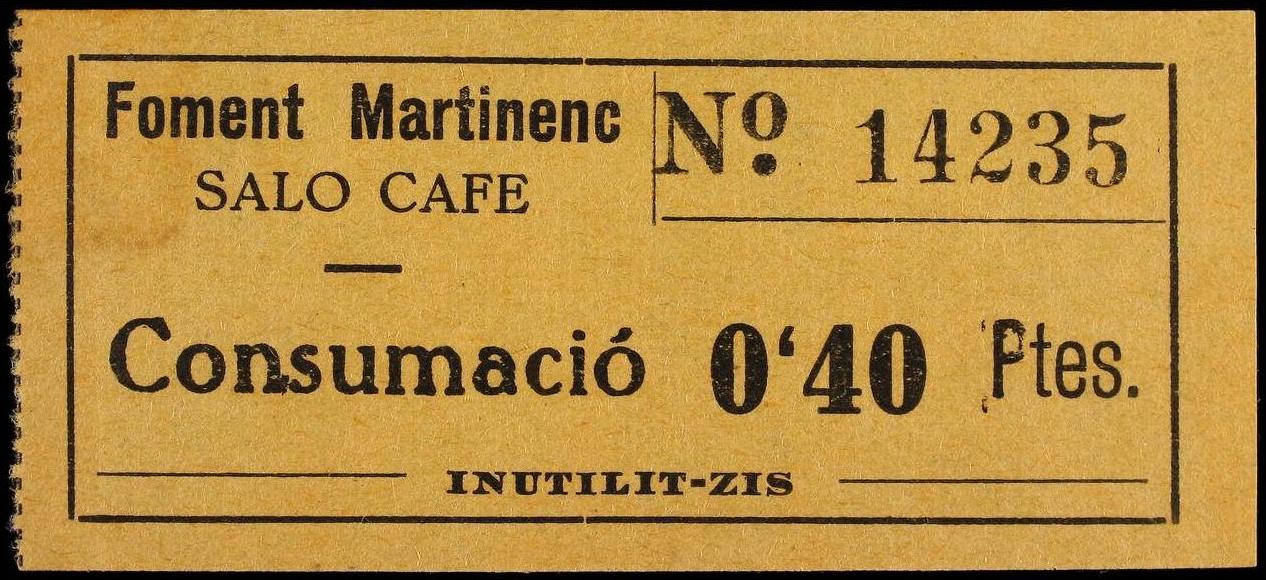 Foment Martinenc
SALO CAFE
Nº 14235
Consumació 0'40 Ptes.
INUTILIT-ZIS